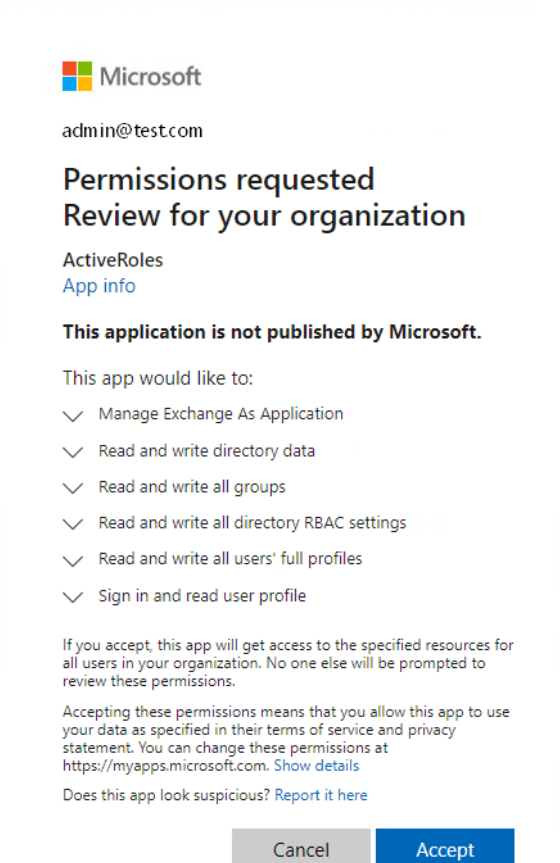 Microsoft
admin@test.com
Permissions requested
Review for your organization
ActiveRoles
App info
This application is not published by Microsoft.
This app would like to:
Manage Exchange As Application
Read and write directory data
Read and write all groups
Read and write all directory RBAC settings
Read and write all users' full profiles
Sign in and read user profile
If you accept, this app will get access to the specified resources for
all users in your organization. No one else will be prompted to
review these permissions.
Accepting these permissions means that you allow this app to use
your data as specified in their terms of service and privacy
statement. You can change these permissions at
https://myapps.microsoft.com. Show details
Does this app look suspicious? Report it here
Cancel Accept